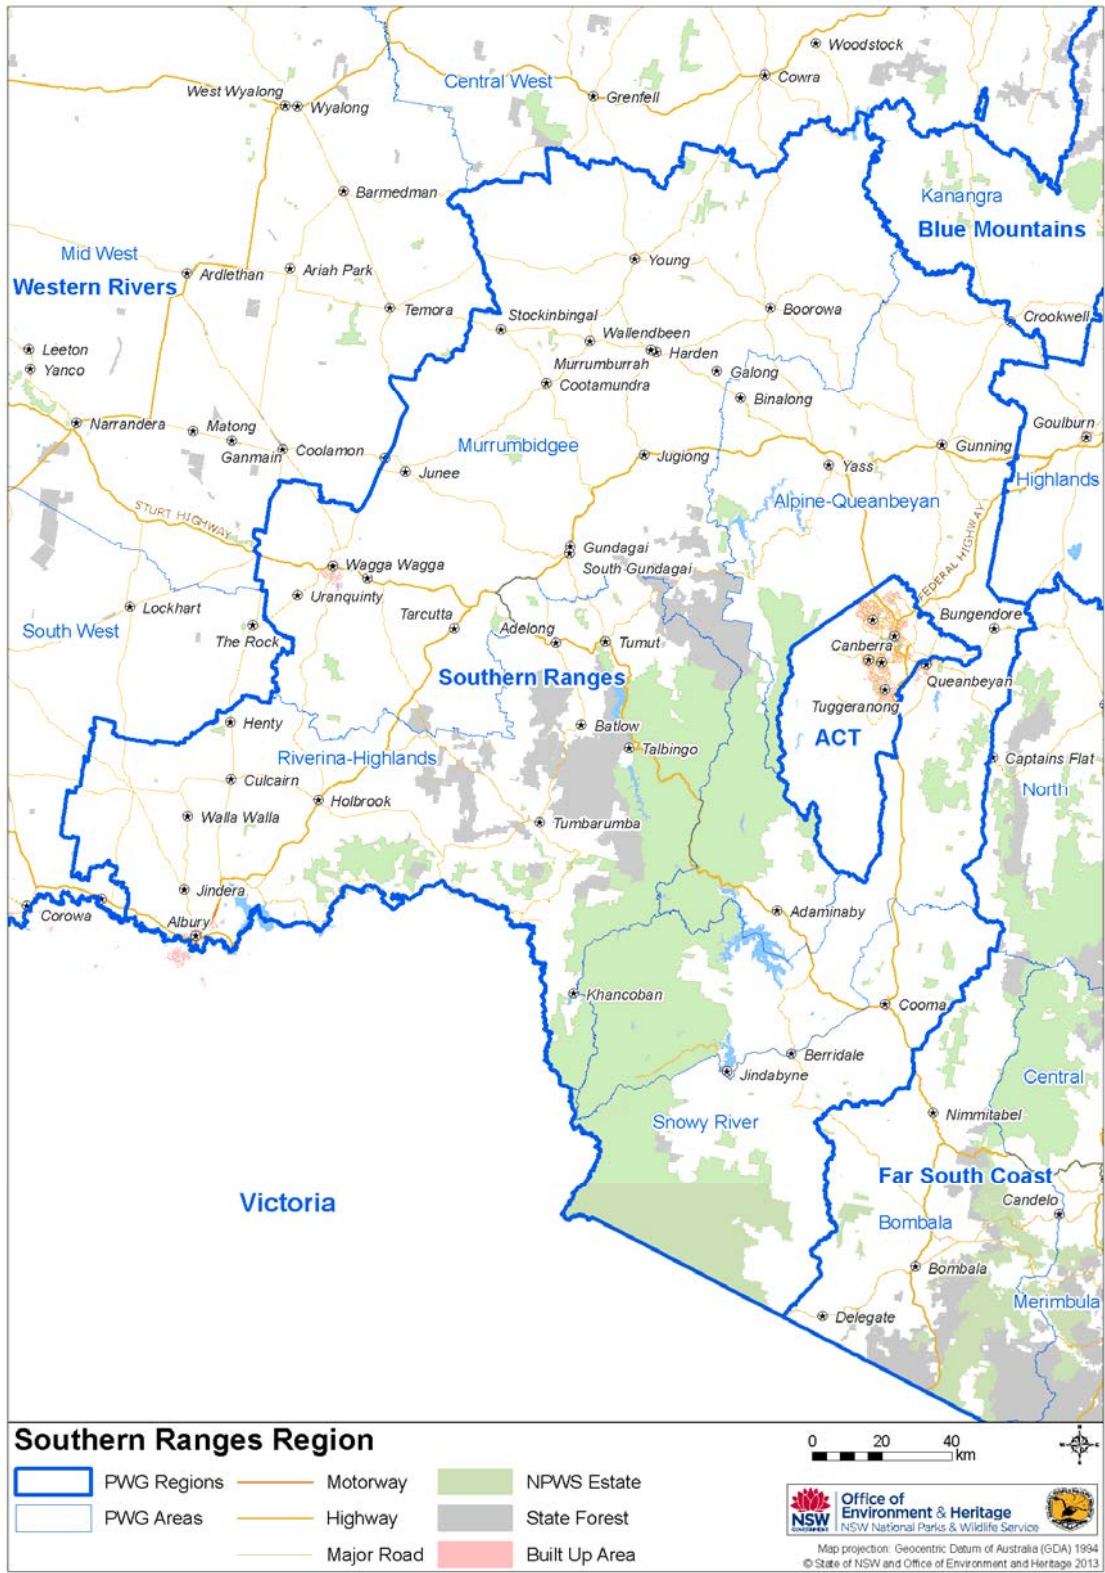 Woodstock
Cowra
Central West
West Wyalong
Wyalong
Grenfell
Barmedman
Kanangra
Blue Mountains
Mid West
Western Rivers
Ardlethan
Ariah Park
Young
Temora
Stockinbingal
Boorowa
Crookwell
Leeton
Yanco
Wallendbeen
Murrumburrah
Harden
Galong
Cootamundra
Binalong
Narrandera
Matong
Ganmain
Coolamon
Murrumbidgee
Goulburn
Gunning
Junee
Jugiong
Yass
Highlands
Alpine-Queanbeyan
STURT HIGHWAY
FEDERAL HIGHWAY
Gundagai
South Gundagai
Wagga Wagga
Uranquinty
Lockhart
South West
The Rock
Tarcutta
Adelong
Tumut
Bungendore
Canberra
Queanbeyan
Southern Ranges
Tuggeranong
Henty
Batlow
ACT
Talbingo
Riverina-Highlands
Captains Flat
North
Culcairn
Holbrook
Walla Walla
Tumbarumba
Jindera
Corowa
Albury
Adaminaby
Khancoban
Cooma
Berridale
Jindabyne
Central
Snowy River
Nimmitabel
Far South Coast
Victoria
Candelo
Bombala
Bombala
Merimbula
Delegate
Southern Ranges Region
0 20 40
km
PWG Regions
Motorway
NPWS Estate
PWG Areas
Highway
State Forest
Major Road
Built Up Area
NSW
GOVERNMENT
Office of
Environment & Heritage
NSW National Parks & Wildlife Service
Map projection: Geocentric Datum of Australia (GDA) 1994
© State of NSW and Office of Environment and Heritage 2013